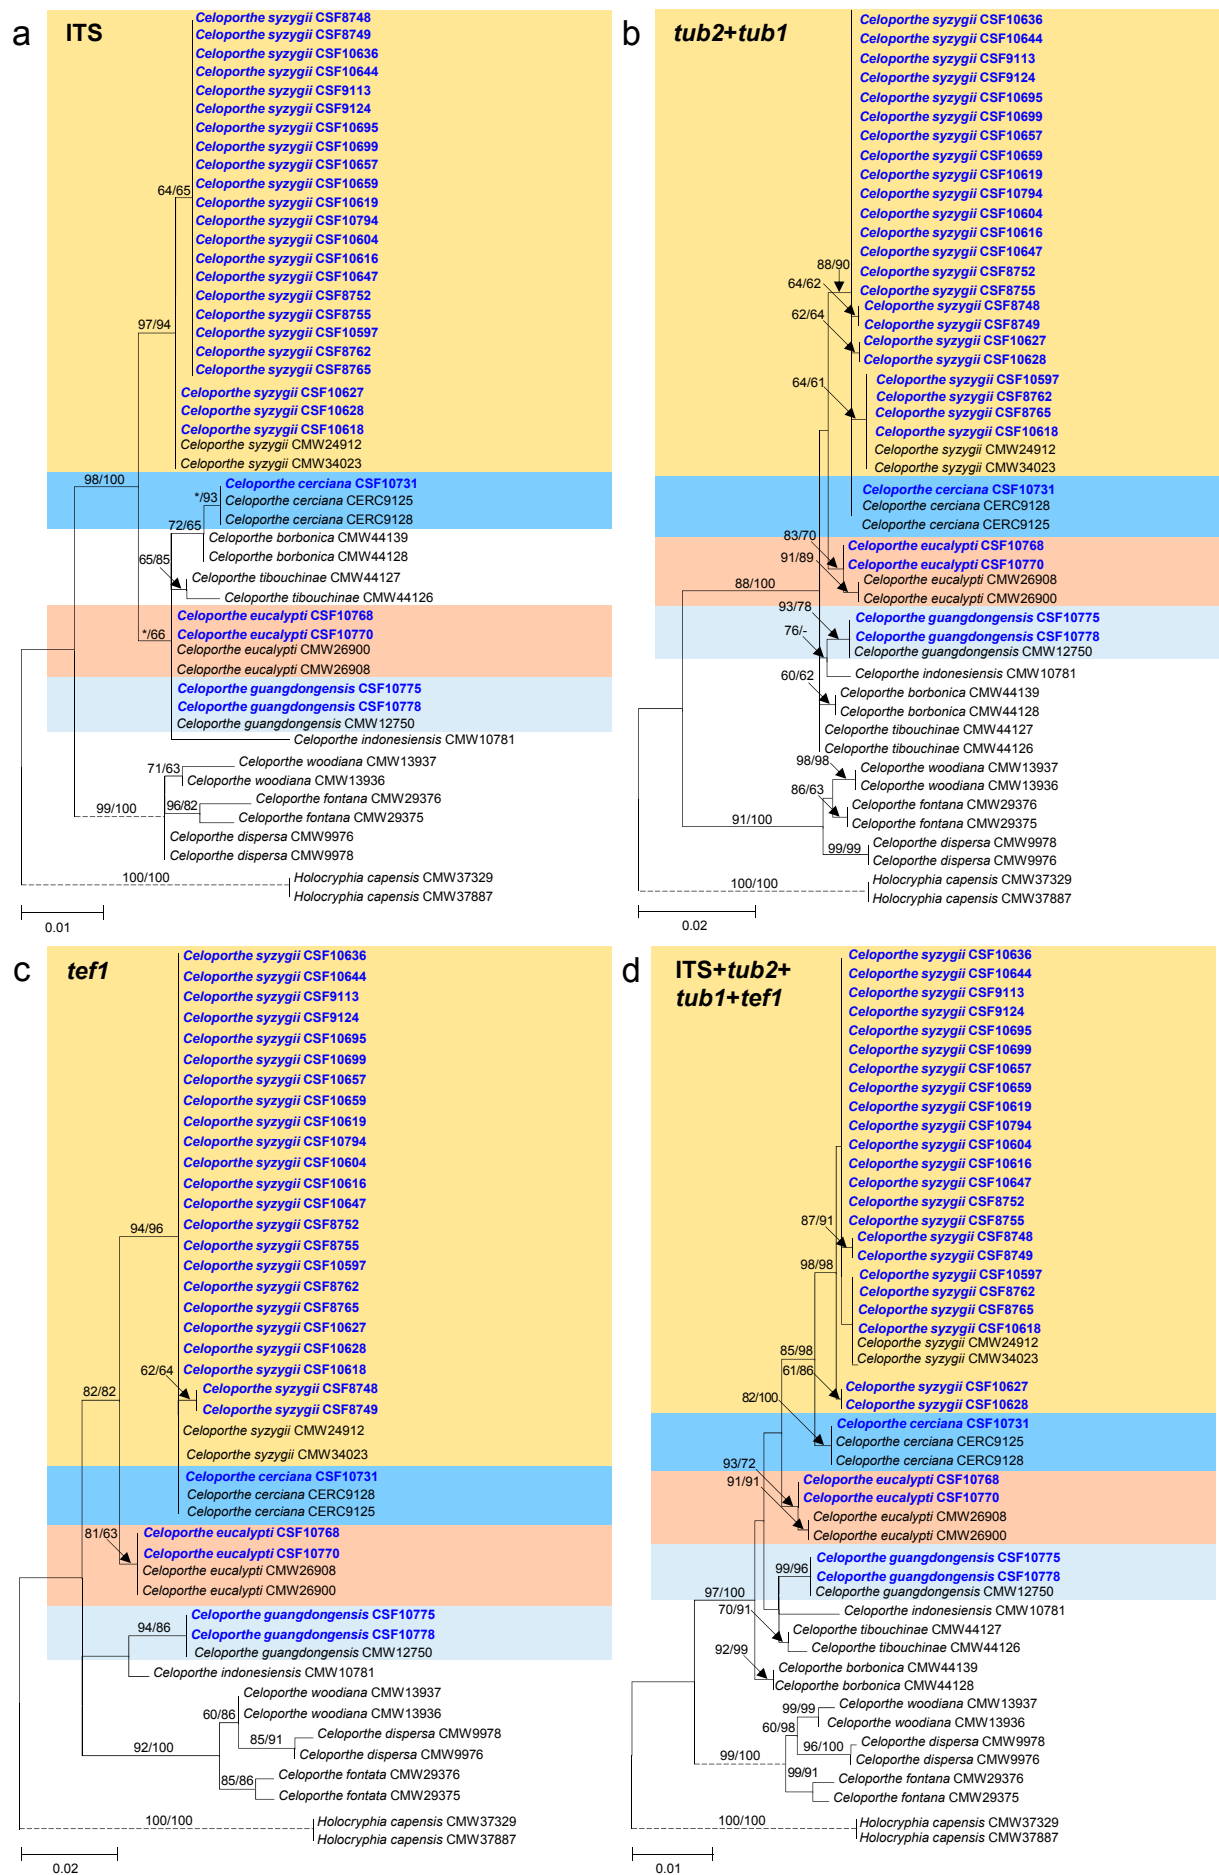 a
ITS
Celoporthe syzygii CSF8748
Celoporthe syzygii CSF8749
Celoporthe syzygii CSF10636
Celoporthe syzygii CSF10644
Celoporthe syzygii CSF9113
Celoporthe syzygii CSF9124
Celoporthe syzygii CSF10695
Celoporthe syzygii CSF10699
Celoporthe syzygii CSF10657
Celoporthe syzygii CSF10659
64/65
Celoporthe syzygii CSF10619
Celoporthe syzygii CSF10794
Celoporthe syzygii CSF10604
Celoporthe syzygii CSF10616
Celoporthe syzygii CSF10647
Celoporthe syzygii CSF8752
Celoporthe syzygii CSF8755
97/94
Celoporthe syzygii CSF10597
Celoporthe syzygii CSF8762
Celoporthe syzygii CSF8765
Celoporthe syzygii CSF10627
Celoporthe syzygii CSF10628
Celoporthe syzygii CSF10618
Celoporthe syzygii CMW24912
Celoporthe syzygii CMW34023
98/100
Celoporthe cerciana CSF10731
*/93
Celoporthe cerciana CERC9125
Celoporthe cerciana CERC9128
72/65
Celoporthe borbonica CMW44139
Celoporthe borbonica CMW44128
65/85
Celoporthe tibouchinae CMW44127
Celoporthe tibouchinae CMW44126
Celoporthe eucalypti CSF10768
*/66
Celoporthe eucalypti CSF10770
Celoporthe eucalypti CMW26900
Celoporthe eucalypti CMW26908
Celoporthe guangdongensis CSF10775
Celoporthe guangdongensis CSF10778
Celoporthe guangdongensis CMW12750
Celoporthe indonesiensis CMW10781
71/63
Celoporthe woodiana CMW13937
Celoporthe woodiana CMW13936
99/100
96/82
Celoporthe fontana CMW29376
Celoporthe fontana CMW29375
Celoporthe dispersa CMW9976
Celoporthe dispersa CMW9978
100/100
Holocryphia capensis CMW37329
Holocryphia capensis CMW37887
0.01
b
tub2+tub1
Celoporthe syzygii CSF10636
Celoporthe syzygii CSF10644
Celoporthe syzygii CSF9113
Celoporthe syzygii CSF9124
Celoporthe syzygii CSF10695
Celoporthe syzygii CSF10699
Celoporthe syzygii CSF10657
Celoporthe syzygii CSF10659
Celoporthe syzygii CSF10619
Celoporthe syzygii CSF10794
Celoporthe syzygii CSF10604
Celoporthe syzygii CSF10616
Celoporthe syzygii CSF10647
88/90
Celoporthe syzygii CSF8752
64/62
Celoporthe syzygii CSF8755
Celoporthe syzygii CSF8748
62/64
Celoporthe syzygii CSF8749
Celoporthe syzygii CSF10627
Celoporthe syzygii CSF10628
64/61
Celoporthe syzygii CSF10597
Celoporthe syzygii CSF8762
Celoporthe syzygii CSF8765
Celoporthe syzygii CSF10618
Celoporthe syzygii CMW24912
Celoporthe syzygii CMW34023
Celoporthe cerciana CSF10731
Celoporthe cerciana CERC9128
Celoporthe cerciana CERC9125
83/70
Celoporthe eucalypti CSF10768
91/89
Celoporthe eucalypti CSF10770
88/100
Celoporthe eucalypti CMW26908
Celoporthe eucalypti CMW26900
93/78
Celoporthe guangdongensis CSF10775
76/-
Celoporthe guangdongensis CSF10778
Celoporthe guangdongensis CMW12750
Celoporthe indonesiensis CMW10781
60/62
Celoporthe borbonica CMW44139
Celoporthe borbonica CMW44128
Celoporthe tibouchinae CMW44127
Celoporthe tibouchinae CMW44126
98/98
Celoporthe woodiana CMW13937
Celoporthe woodiana CMW13936
86/63
Celoporthe fontana CMW29376
Celoporthe fontana CMW29375
91/100
Celoporthe dispersa CMW9978
99/99
Celoporthe dispersa CMW9976
100/100
Holocryphia capensis CMW37329
Holocryphia capensis CMW37887
0.02
c
tef1
Celoporthe syzygii CSF10636
Celoporthe syzygii CSF10644
Celoporthe syzygii CSF9113
Celoporthe syzygii CSF9124
Celoporthe syzygii CSF10695
Celoporthe syzygii CSF10699
Celoporthe syzygii CSF10657
Celoporthe syzygii CSF10659
Celoporthe syzygii CSF10619
Celoporthe syzygii CSF10794
Celoporthe syzygii CSF10604
Celoporthe syzygii CSF10616
Celoporthe syzygii CSF10647
Celoporthe syzygii CSF8752
94/96
Celoporthe syzygii CSF8755
Celoporthe syzygii CSF10597
Celoporthe syzygii CSF8762
Celoporthe syzygii CSF8765
Celoporthe syzygii CSF10627
Celoporthe syzygii CSF10628
Celoporthe syzygii CSF10618
62/64
Celoporthe syzygii CSF8748
82/82
Celoporthe syzygii CSF8749
Celoporthe syzygii CMW24912
Celoporthe syzygii CMW34023
Celoporthe cerciana CSF10731
Celoporthe cerciana CERC9128
Celoporthe cerciana CERC9125
81/63
Celoporthe eucalypti CSF10768
Celoporthe eucalypti CSF10770
Celoporthe eucalypti CMW26908
Celoporthe eucalypti CMW26900
94/86
Celoporthe guangdongensis CSF10775
Celoporthe guangdongensis CSF10778
Celoporthe guangdongensis CMW12750
Celoporthe indonesiensis CMW10781
Celoporthe woodiana CMW13937
60/86
Celoporthe woodiana CMW13936
85/91
Celoporthe dispersa CMW9978
92/100
Celoporthe dispersa CMW9976
85/86
Celoporthe fontata CMW29376
Celoporthe fontata CMW29375
100/100
Holocryphia capensis CMW37329
Holocryphia capensis CMW37887
0.02
d
ITS+tub2+
tub1+tef1
Celoporthe syzygii CSF10636
Celoporthe syzygii CSF10644
Celoporthe syzygii CSF9113
Celoporthe syzygii CSF9124
Celoporthe syzygii CSF10695
Celoporthe syzygii CSF10699
Celoporthe syzygii CSF10657
Celoporthe syzygii CSF10659
Celoporthe syzygii CSF10619
Celoporthe syzygii CSF10794
Celoporthe syzygii CSF10604
Celoporthe syzygii CSF10616
Celoporthe syzygii CSF10647
Celoporthe syzygii CSF8752
Celoporthe syzygii CSF8755
87/91
Celoporthe syzygii CSF8748
Celoporthe syzygii CSF8749
98/98
Celoporthe syzygii CSF10597
Celoporthe syzygii CSF8762
Celoporthe syzygii CSF8765
Celoporthe syzygii CSF10618
Celoporthe syzygii CMW24912
85/98
Celoporthe syzygii CMW34023
61/86
Celoporthe syzygii CSF10627
82/100
Celoporthe syzygii CSF10628
Celoporthe cerciana CSF10731
Celoporthe cerciana CERC9125
Celoporthe cerciana CERC9128
93/72
Celoporthe eucalypti CSF10768
91/91
Celoporthe eucalypti CSF10770
Celoporthe eucalypti CMW26908
Celoporthe eucalypti CMW26900
Celoporthe guangdongensis CSF10775
99/96
Celoporthe guangdongensis CSF10778
97/100
Celoporthe guangdongensis CMW12750
70/91
Celoporthe indonesiensis CMW10781
Celoporthe tibouchinae CMW44127
Celoporthe tibouchinae CMW44126
92/99
Celoporthe borbonica CMW44139
Celoporthe borbonica CMW44128
99/99
Celoporthe woodiana CMW13937
60/98
Celoporthe woodiana CMW13936
Celoporthe dispersa CMW9978
96/100
Celoporthe dispersa CMW9976
99/100
99/91
Celoporthe fontana CMW29376
Celoporthe fontana CMW29375
100/100
Holocryphia capensis CMW37329
Holocryphia capensis CMW37887
0.01